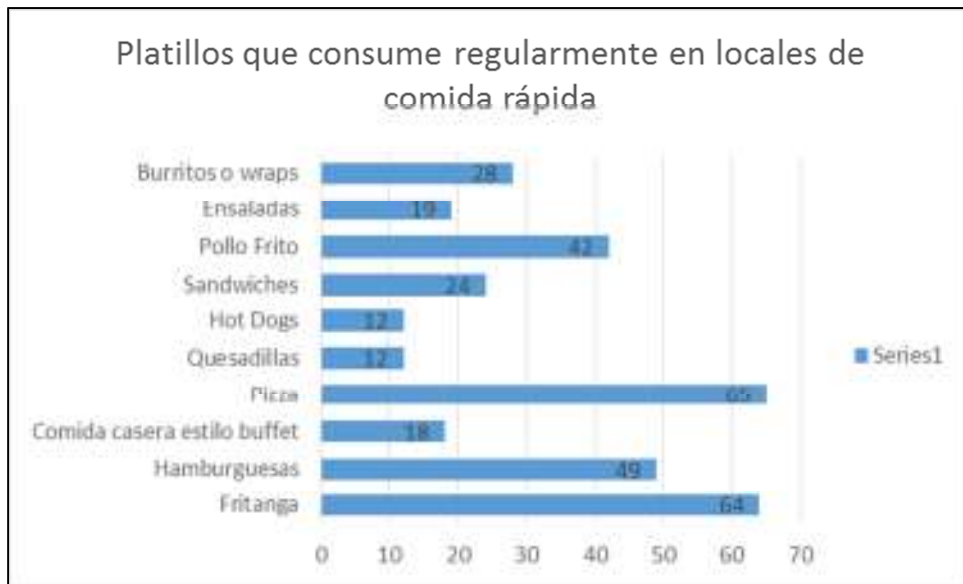 Platillos que consume regularmente en locales de
comida rápida
Burritos o wraps
28
Ensaladas
19
Pollo Frito
42
Sandwiches
24
Hot Dogs
12
Quesadillas
12
Pizza
65
Comida casera estilo buffet
18
Hamburguesas
49
Fritanga
64
Series1
0 10 20 30 40 50 60 70